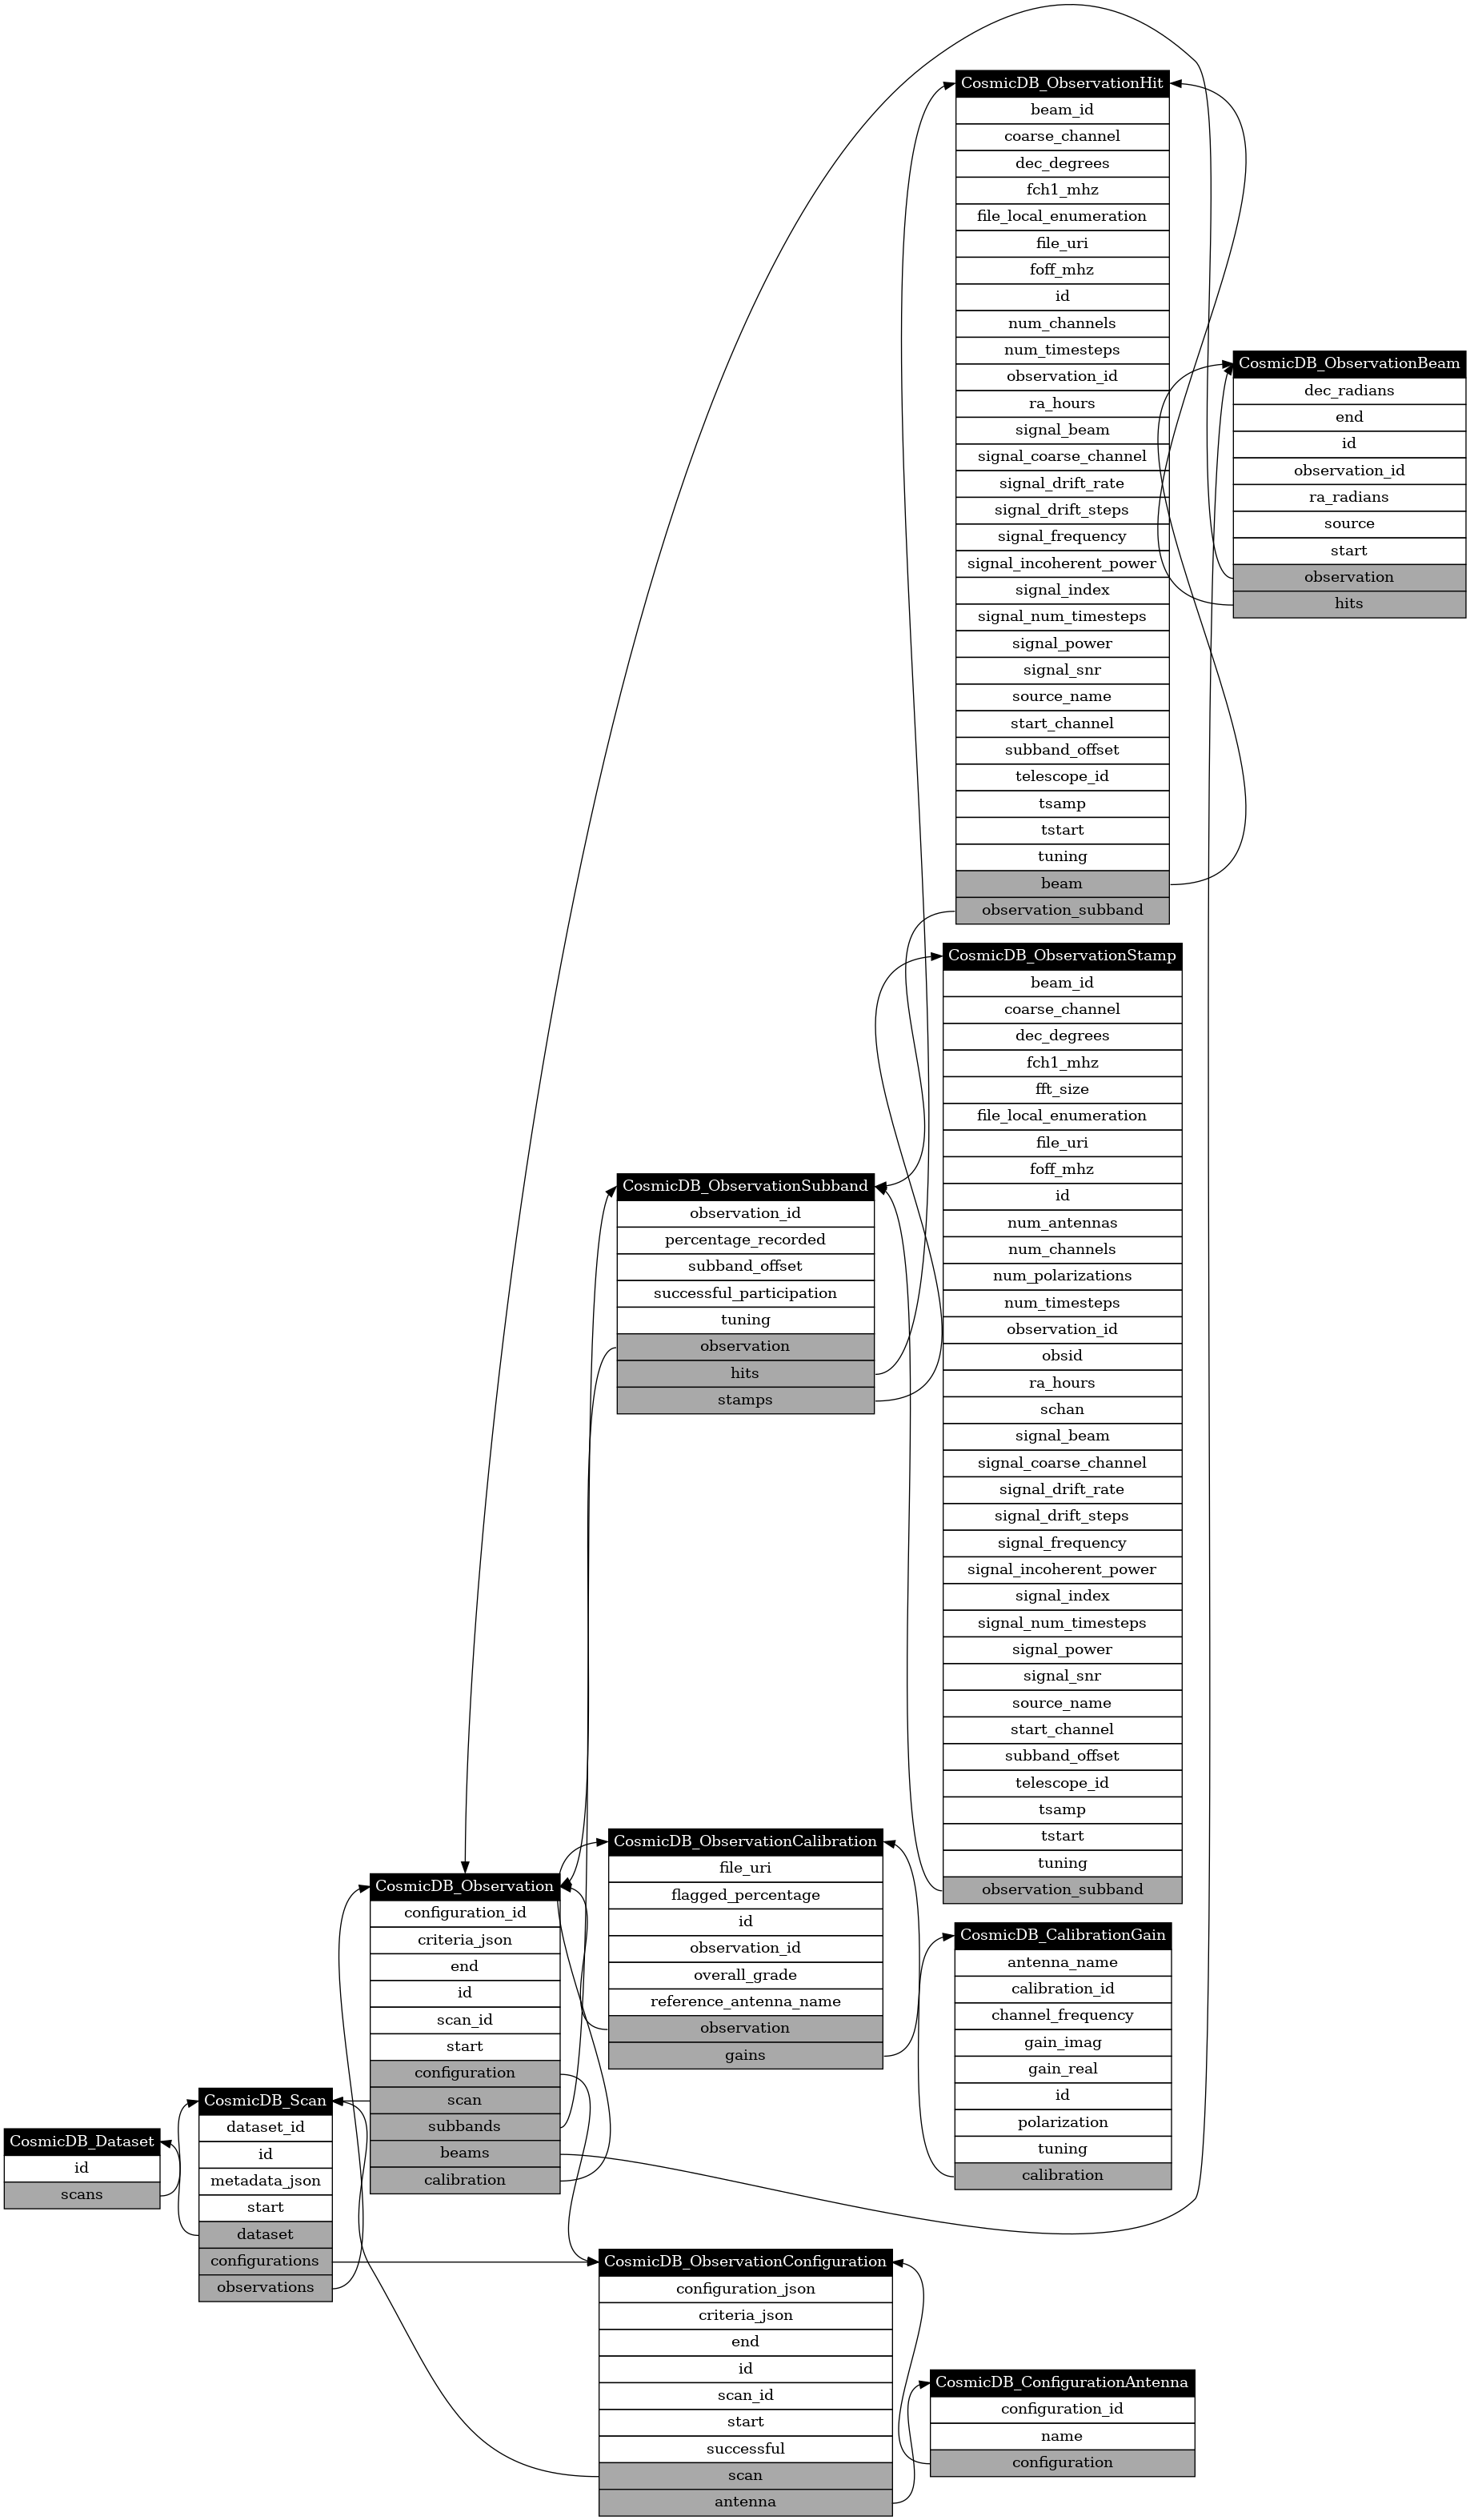 CosmicDB_ObservationHit
beam_id
coarse_channel
dec_degrees
fch1_mhz
file_local_enumeration
file_uri
foff_mhz
id
num_channels
num_timesteps
observation_id
ra_hours
signal_beam
signal_coarse_channel
signal_drift_rate
signal_drift_steps
signal_frequency
signal_incoherent_power
signal_index
signal_num_timesteps
signal_power
signal_snr
source_name
start_channel
subband_offset
telescope_id
tsamp
tstart
tuning
beam
observation_subband
CosmicDB_ObservationBeam
dec_radians
end
id
observation_id
ra_radians
source
start
observation
hits
CosmicDB_ObservationStamp
beam_id
coarse_channel
dec_degrees
fch1_mhz
fft_size
file_local_enumeration
file_uri
foff_mhz
id
num_antennas
num_channels
num_polarizations
num_timesteps
observation_id
obsid
ra_hours
schan
signal_beam
signal_coarse_channel
signal_drift_rate
signal_drift_steps
signal_frequency
signal_incoherent_power
signal_index
signal_num_timesteps
signal_power
signal_snr
source_name
start_channel
subband_offset
telescope_id
tsamp
tstart
tuning
observation_subband
CosmicDB_ObservationSubband
observation_id
percentage_recorded
subband_offset
successful_participation
tuning
observation
hits
stamps
CosmicDB_ObservationCalibration
file_uri
flagged_percentage
id
observation_id
overall_grade
reference_antenna_name
observation
gains
CosmicDB_Observation
configuration_id
criteria_json
end
id
scan_id
start
configuration
scan
subbands
beams
calibration
CosmicDB_CalibrationGain
antenna_name
calibration_id
channel_frequency
gain_imag
gain_real
id
polarization
tuning
calibration
CosmicDB_Scan
dataset_id
id
metadata_json
start
dataset
configurations
observations
CosmicDB_Dataset
id
scans
CosmicDB_ObservationConfiguration
configuration_json
criteria_json
end
id
scan_id
start
successful
scan
antenna
CosmicDB_ConfigurationAntenna
configuration_id
name
configuration